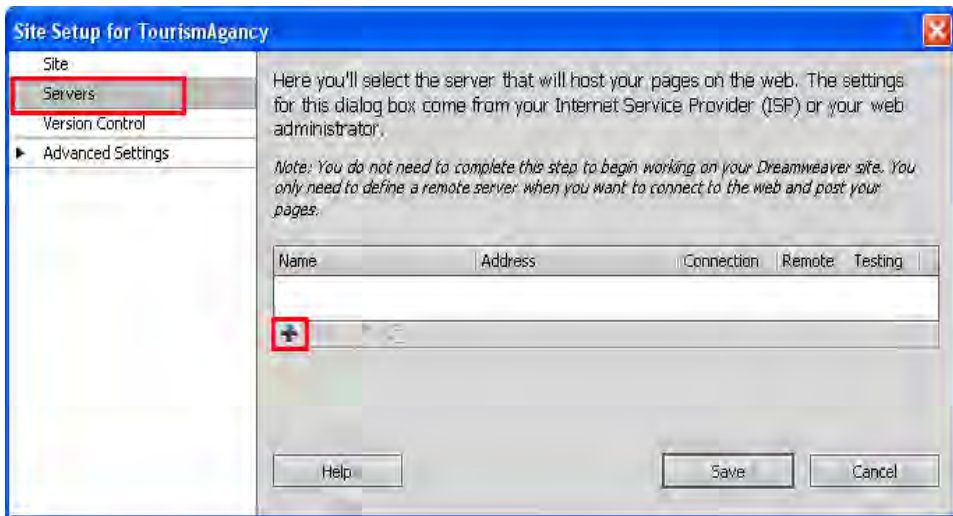 Site Setup for TourismAgancy
Site
Servers
Version Control
Advanced Settings
Here you'll select the server that will host your pages on the web. The settings
for this dialog box come from your Internet Service Provider (ISP) or your web
administrator.
Note: You do not need to complete this step to begin working on your Dreamweaver site. You
only need to define a remote server when you want to connect to the web and post your
pages.
Name Address Connection Remote Testing
Help Save Cancel